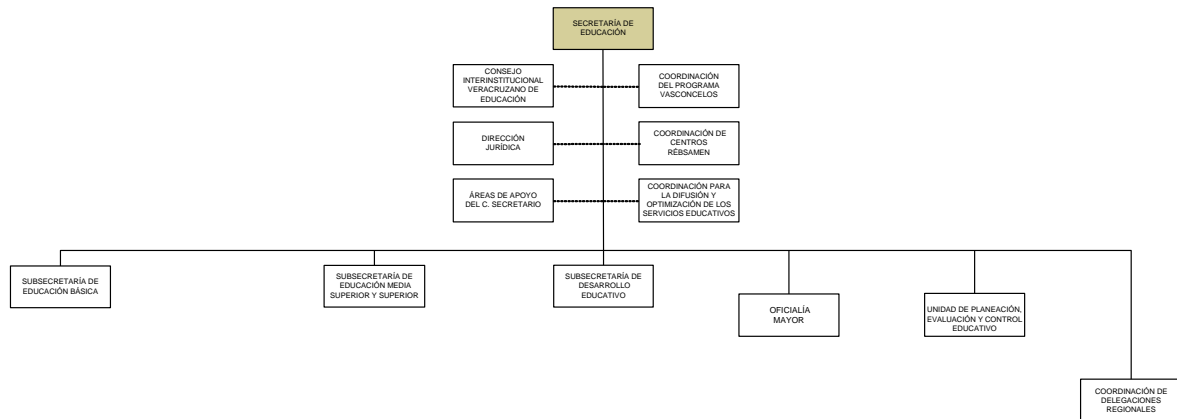 SECRETARÍA DE
EDUCACIÓN
CONSEJO
INTERINSTITUCIONAL
VERACRUZANO DE
EDUCACIÓN
COORDINACIÓN
DEL PROGRAMA
VASCONCELOS
DIRECCIÓN
JURÍDICA
COORDINACIÓN DE
CENTROS
RÉBSAMEN
ÁREAS DE APOYO
DEL C. SECRETARIO
COORDINACIÓN PARA
LA DIFUSIÓN Y
OPTIMIZACIÓN DE LOS
SERVICIOS EDUCATIVOS
SUBSECRETARÍA DE
EDUCACIÓN BÁSICA
SUBSECRETARÍA DE
EDUCACIÓN MEDIA
SUPERIOR Y SUPERIOR
SUBSECRETARÍA DE
DESARROLLO
EDUCATIVO
OFICIALÍA
MAYOR
UNIDAD DE PLANEACIÓN,
EVALUACIÓN Y CONTROL
EDUCATIVO
COORDINACIÓN DE
DELEGACIONES
REGIONALES